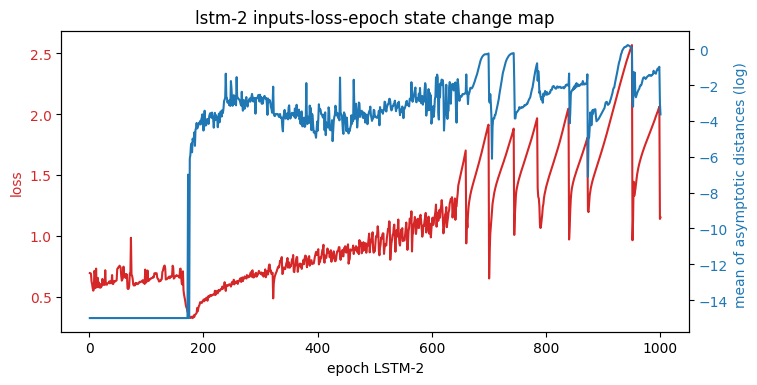 lstm-2 inputs-loss-epoch state change map
loss
2.5
2.0
1.5
1.0
0.5
0
−2
−4
−6
−8
−10
−12
−14
mean of asymptotic distances (log)
0 200 400 600 800 1000
epoch LSTM-2